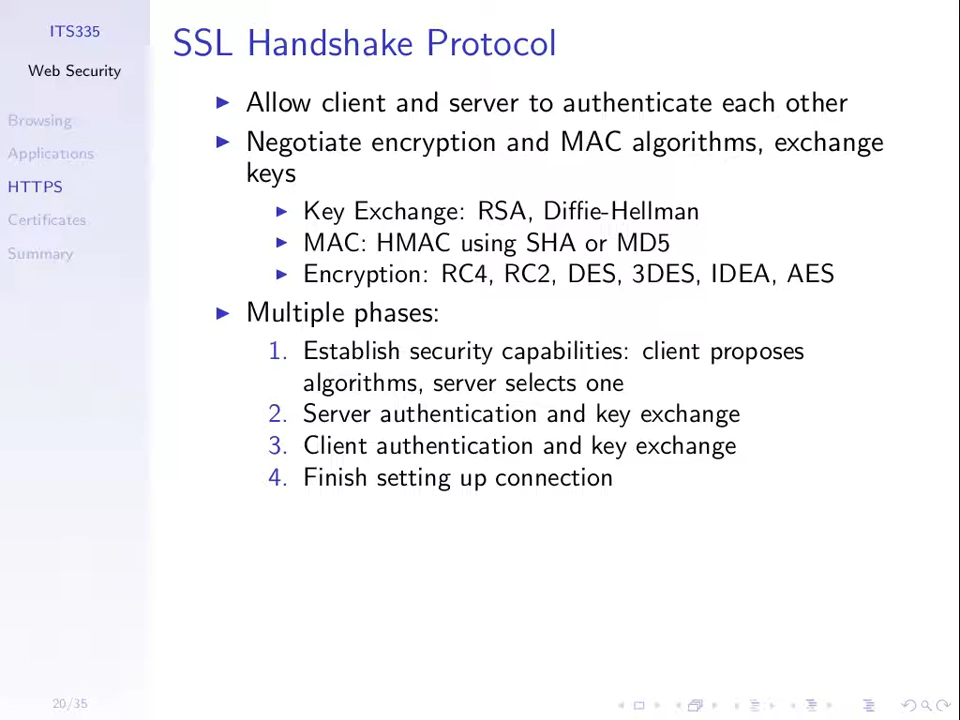 ITS335
Web Security
Browsing
Applications
HTTPS
Certificates
Summary
SSL Handshake Protocol
Allow client and server to authenticate each other
Negotiate encryption and MAC algorithms, exchange
keys
Key Exchange: RSA, Diffie-Hellman
MAC: HMAC using SHA or MD5
Encryption: RC4, RC2, DES, 3DES, IDEA, AES
Multiple phases:
1. Establish security capabilities: client proposes
algorithms, server selects one
2. Server authentication and key exchange
3. Client authentication and key exchange
4. Finish setting up connection
20/35